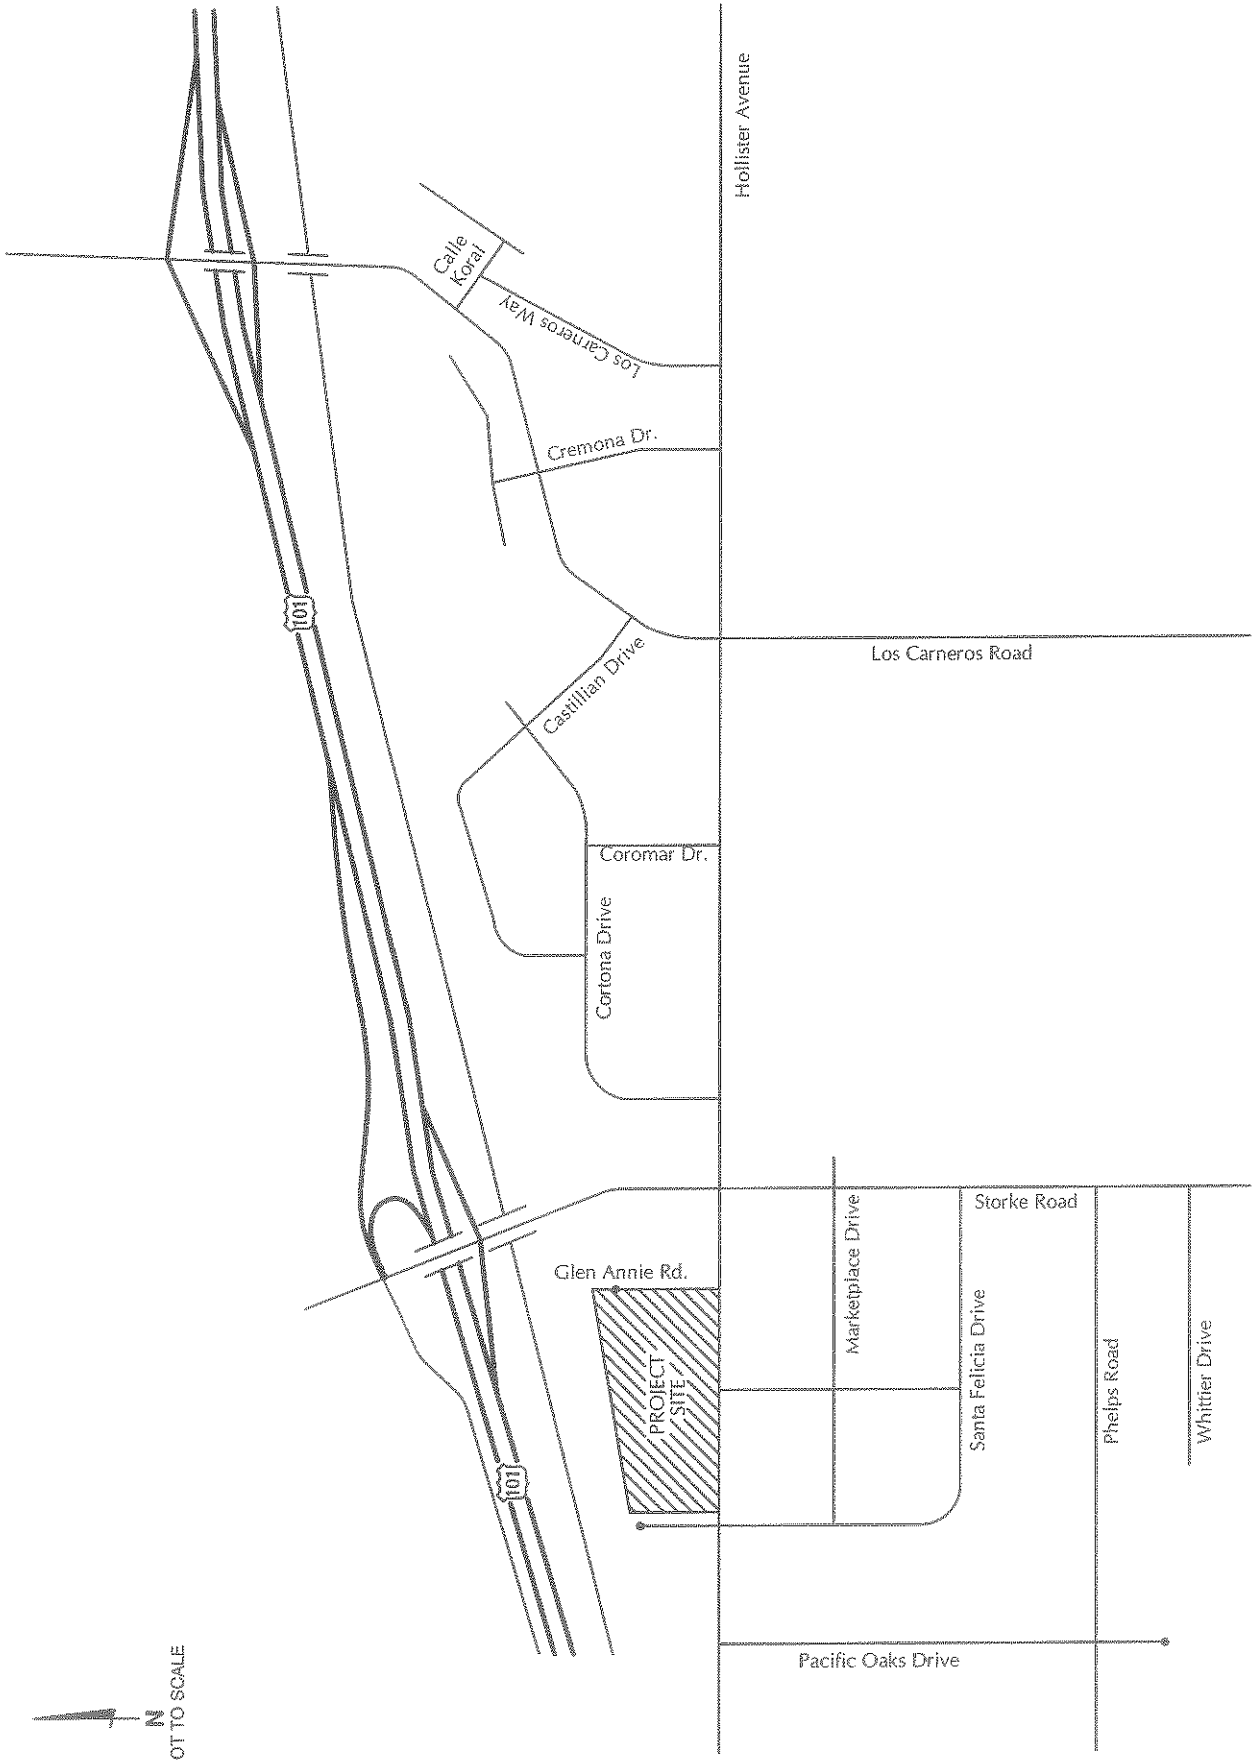 Hollister Avenue
Calle
Koral
Los Carneros Way
Cremona Dr.
101
Los Carneros Road
Castillian Drive
Coromar Dr.
Cortona Drive
Storke Road
Glen Annie Rd.
Marketplace Drive
Santa Felicia Drive
Phelps Road
Whittier Drive
PROJECT
SITE
101
Pacific Oaks Drive
N
OT TO SCALE